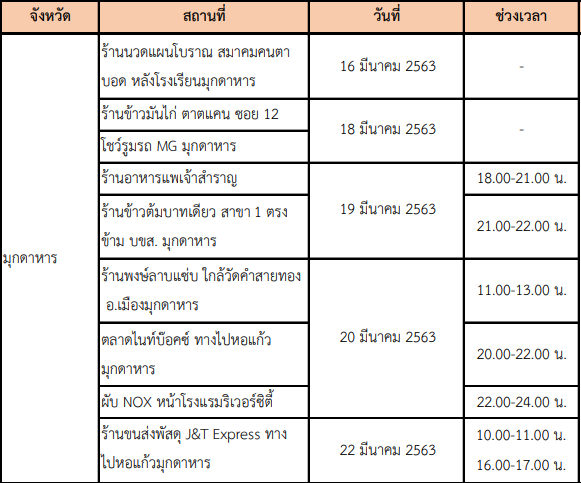 จังหวัด สถานที่ วันที่ ช่วงเวลา
มุกดาหาร
ร้านนวดแผนโบราณ สมาคมคนตา
บอด หลังโรงเรียนมุกดาหาร
16 มีนาคม 2563 -
ร้านข้าวมันไก่ ตาตแคน ซอย 12
โชว์รูมรถ MG มุกดาหาร
18 มีนาคม 2563 -
ร้านอาหารแพเจ้าสำราญ
19 มีนาคม 2563
18.00-21.00 น.
ร้านข้าวต้มบาทเดียว สาขา 1 ตรง
ข้าม บขส. มุกดาหาร
21.00-22.00 น.
ร้านพงษ์ลาบแซ่บ ใกล้วัดคำสายทอง
อ.เมืองมุกดาหาร
20 มีนาคม 2563
11.00-13.00 น.
ตลาดไนท์บ๊อคซ์ ทางไปหอแก้ว
มุกดาหาร
20.00-22.00 น.
ผับ NOX หน้าโรงแรมริเวอร์ซิตี้
22.00-24.00 น.
ร้านขนส่งพัสดุ J&T Express ทาง
ไปหอแก้วมุกดาหาร
22 มีนาคม 2563
10.00-11.00 น.
16.00-17.00 น.